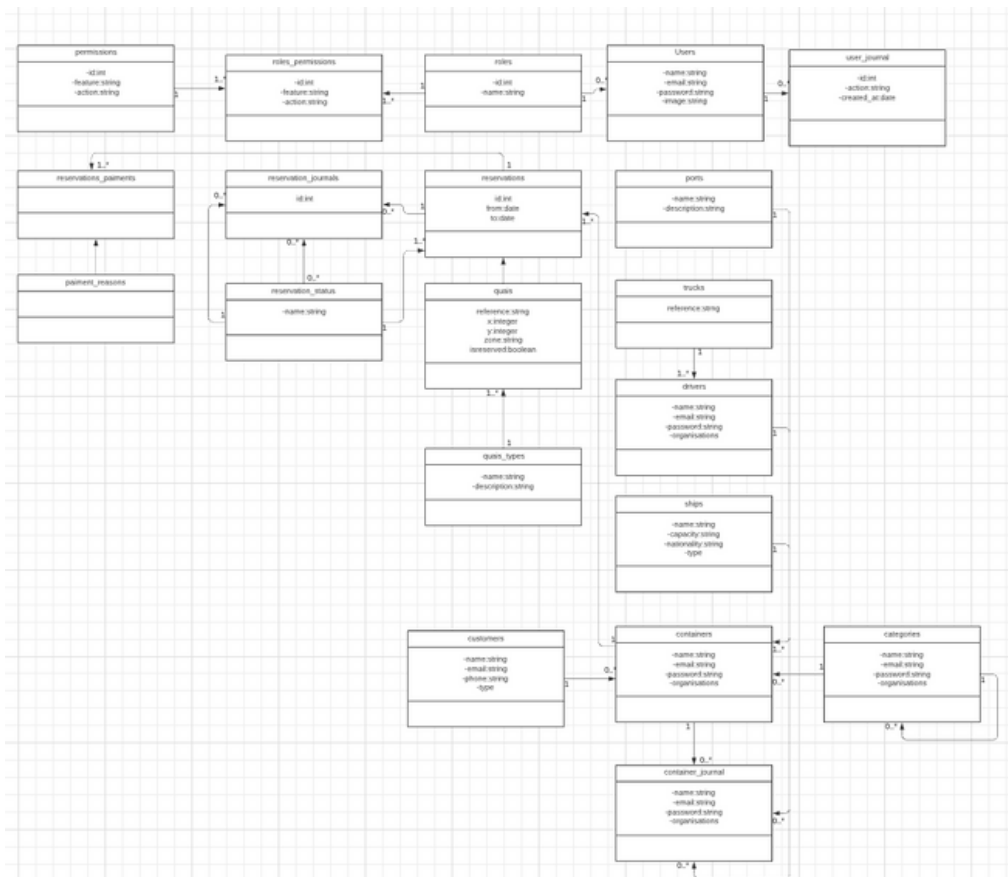 permissions
-id:int
-feature:string
-action:string
1
1..*
roles_permissions
-id:int
-feature:string
-action:string
1..*
1
roles
-id:int
-name:string
1
0..*
Users
-name:string
-email:string
-password:string
-image:string
1
0..*
user_journal
-id:int
-action:string
-created_at:date
1..*
1
reservations_paiments
reservation_journals
id:int
0..*
0..*
0..*
1
reservations
id:int
from:date
to:date
1..*
1..*
ports
-name:string
-description:string
1
paiment_reasons
0..*
reservation_status
-name:string
1
1
quais
reference:string
x:integer
y:integer
zone:string
isreserved:boolean
1..*
trucks
reference:string
1
1..*
drivers
-name:string
-email:string
-password:string
-organisations
1
1
quais_types
-name:string
-description:string
ships
-name:string
-capacity:string
-nationality:string
-type
1
customers
-name:string
-email:string
-phone:string
-type
1
0..*
1
containers
-name:string
-email:string
-password:string
-organisations
1..*
0..*
1
categories
-name:string
-email:string
-password:string
-organisations
1
0..*
1
0..*
container_journal
-name:string
-email:string
-password:string
-organisations
0..*
0..*